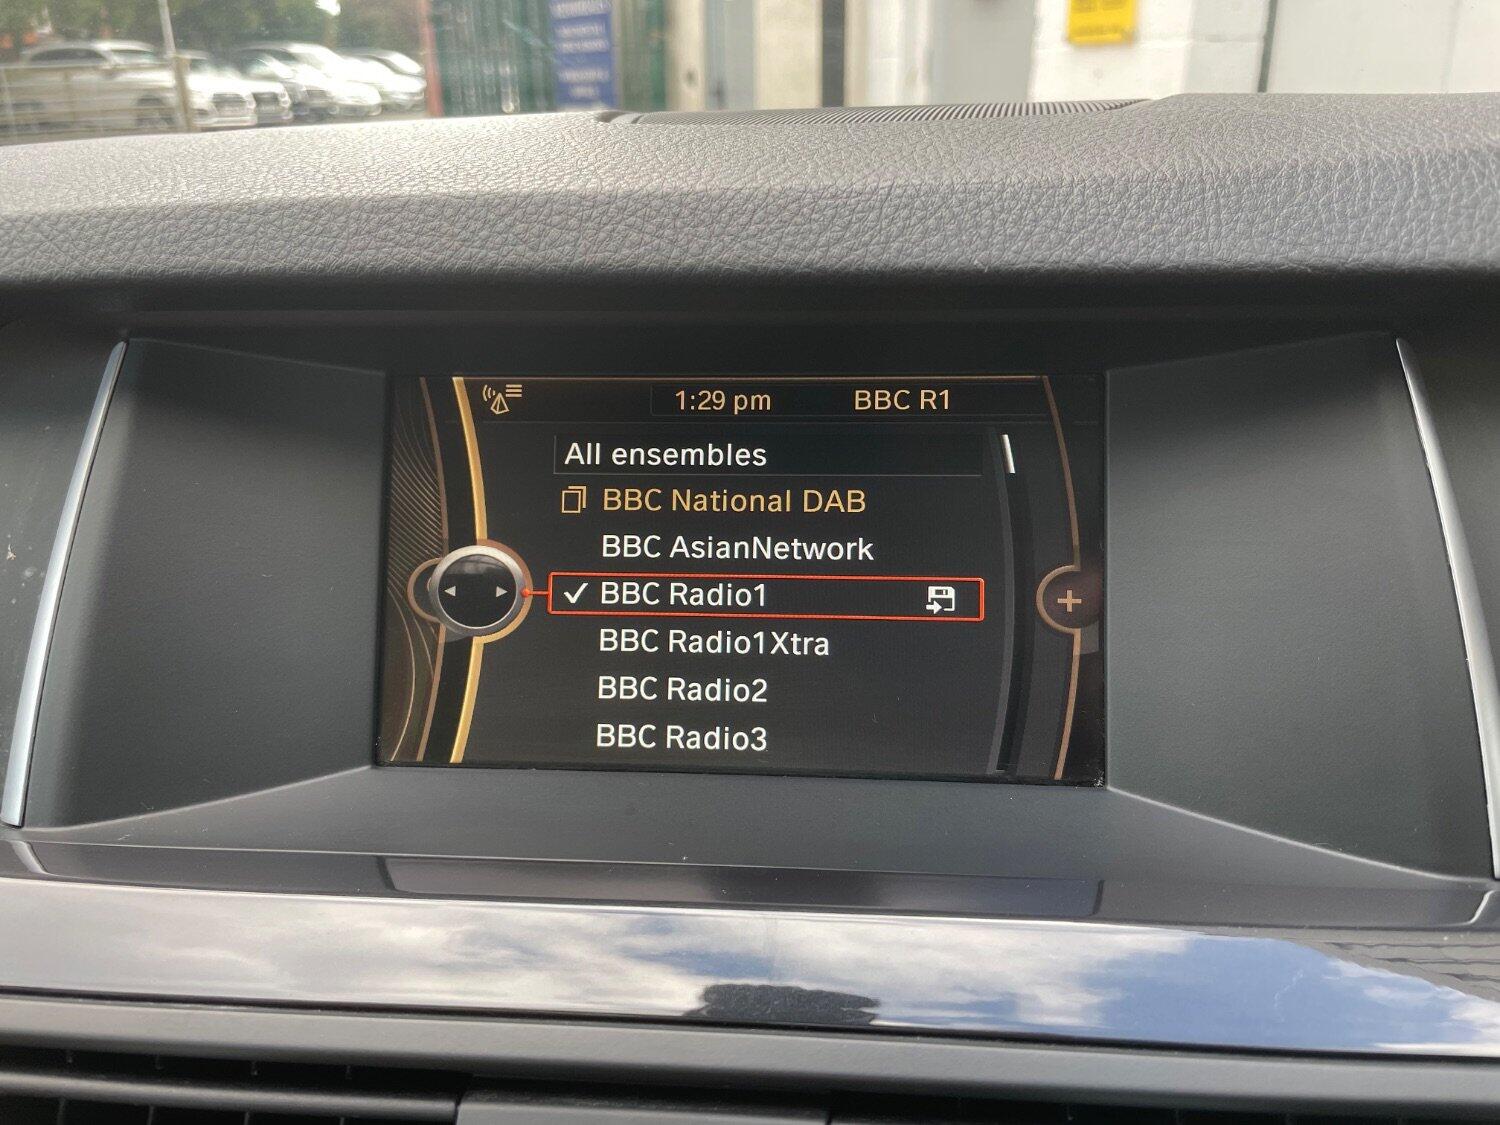 1:29 pm BBC R1
All ensembles
BBC National DAB
BBC AsianNetwork
BBC Radio1
BBC Radio1Xtra
BBC Radio2
BBC Radio3